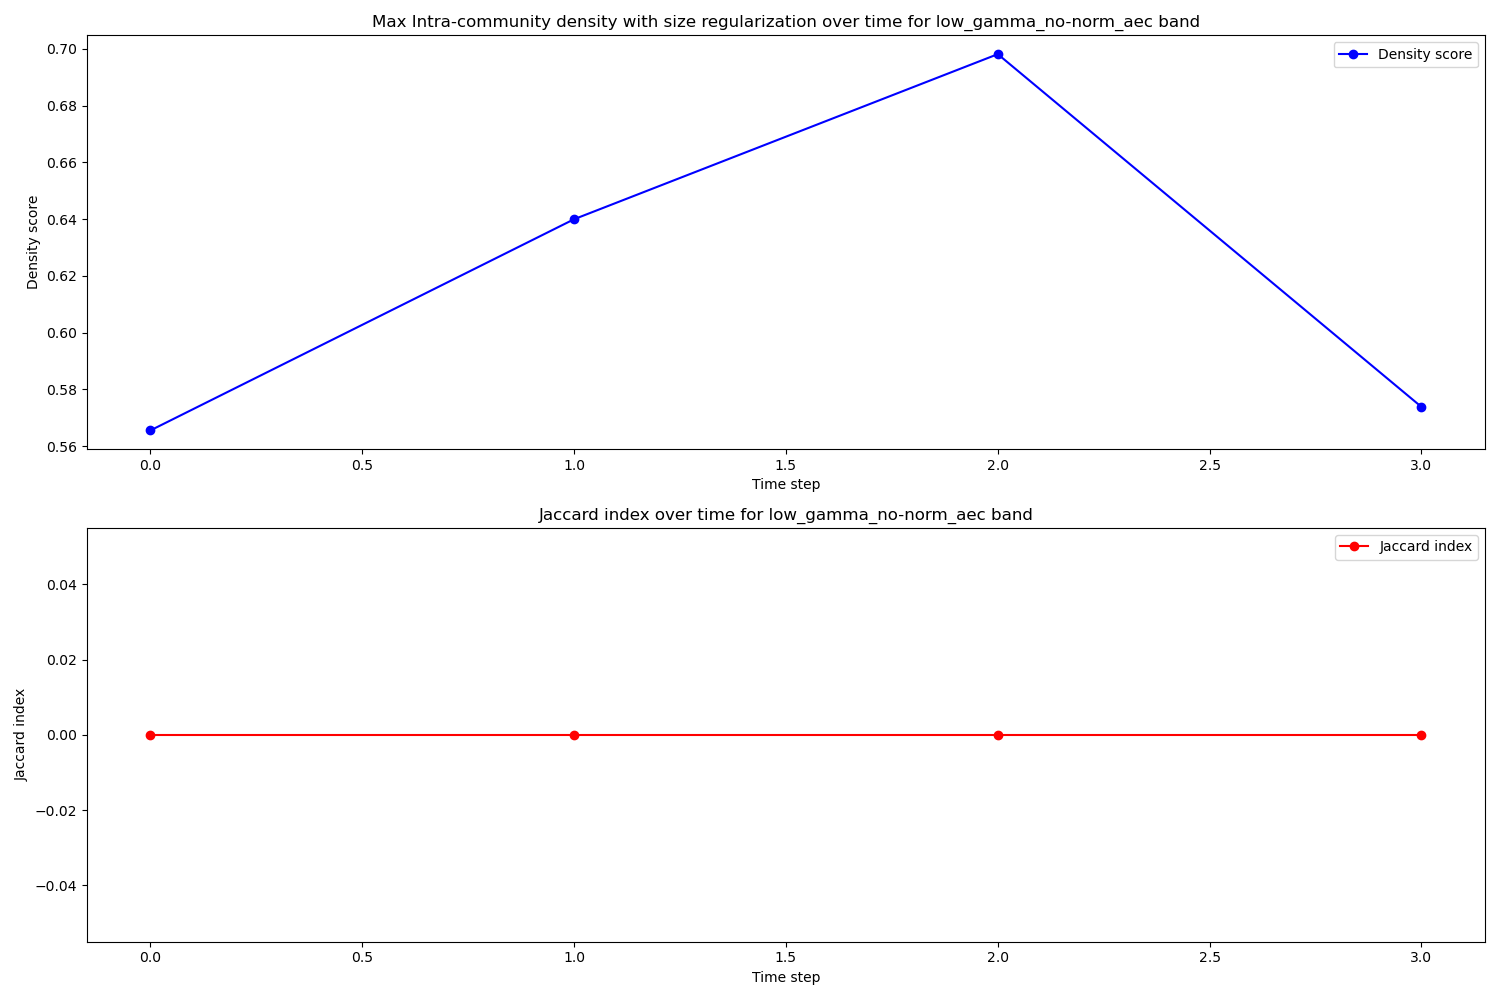 Max Intra-community density with size regularization over time for low_gamma_no-norm_aec band
Density score
0.70
0.68
0.66
0.64
0.62
0.60
0.58
0.56
Density score
0.0 0.5 1.0 1.5 2.0 2.5 3.0
Time step
Jaccard index over time for low_gamma_no-norm_aec band
Jaccard index
0.04
0.02
0.00
−0.02
−0.04
Jaccard index
0.0 0.5 1.0 1.5 2.0 2.5 3.0
Time step